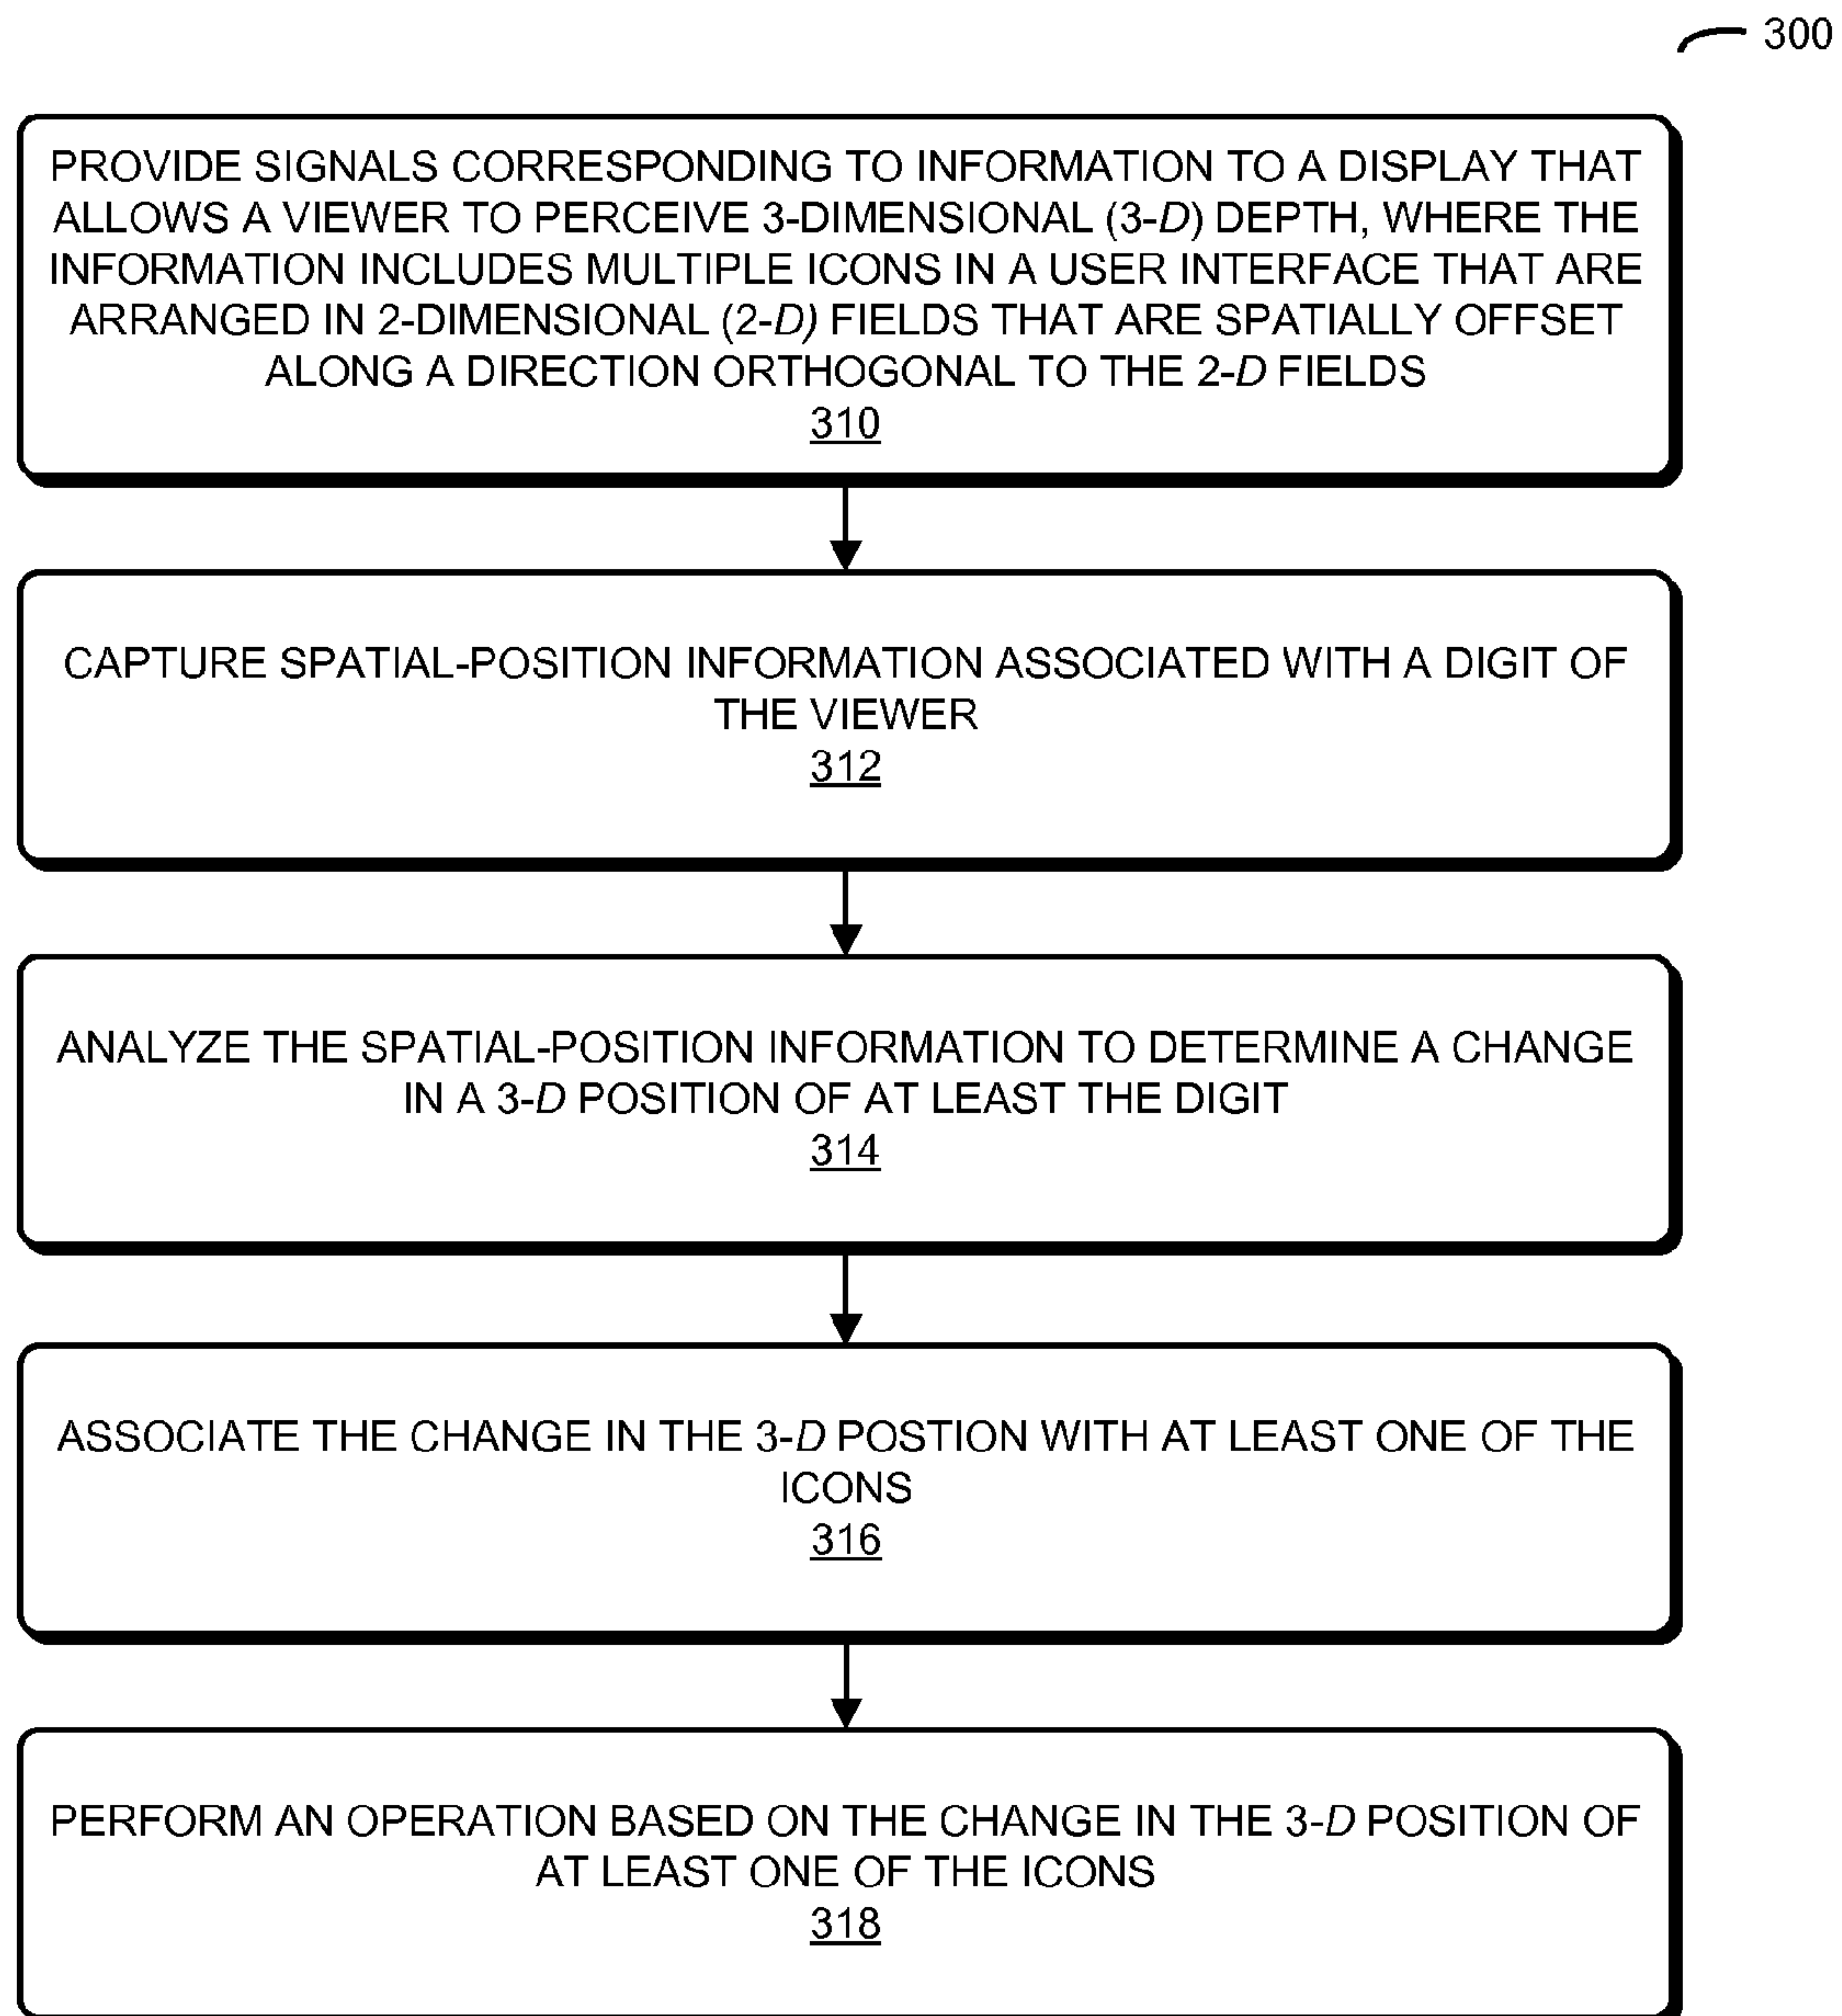 300
PROVIDE SIGNALS CORRESPONDING TO INFORMATION TO A DISPLAY THAT
ALLOWS A VIEWER TO PERCEIVE 3-DIMENSIONAL (3-D) DEPTH, WHERE THE
INFORMATION INCLUDES MULTIPLE ICONS IN A USER INTERFACE THAT ARE
ARRANGED IN 2-DIMENSIONAL (2-D) FIELDS THAT ARE SPATIALLY OFFSET
ALONG A DIRECTION ORTHOGONAL TO THE 2-D FIELDS
310
CAPTURE SPATIAL-POSITION INFORMATION ASSOCIATED WITH A DIGIT OF
THE VIEWER
312
ANALYZE THE SPATIAL-POSITION INFORMATION TO DETERMINE A CHANGE
IN A 3-D POSITION OF AT LEAST THE DIGIT
314
ASSOCIATE THE CHANGE IN THE 3-D POSTION WITH AT LEAST ONE OF THE
ICONS
316
PERFORM AN OPERATION BASED ON THE CHANGE IN THE 3-D POSITION OF
AT LEAST ONE OF THE ICONS
318